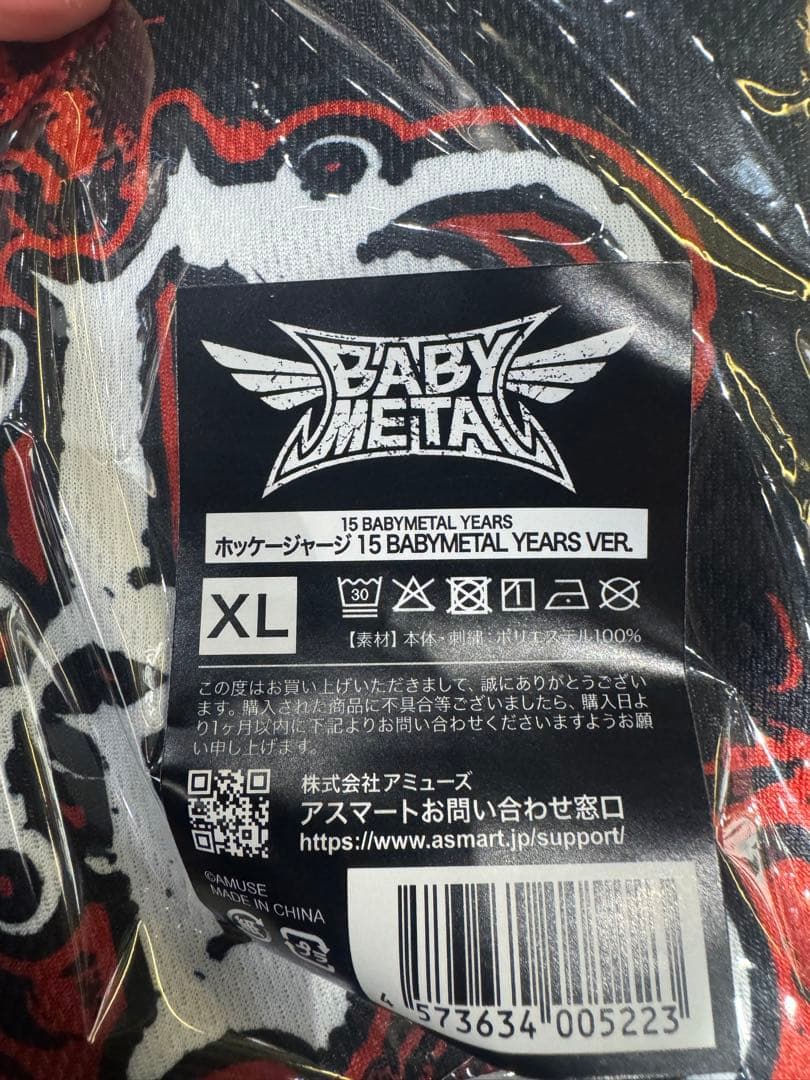 BABY
METAL
15 BABYMETAL YEARS
ホッケージャージ 15 BABYMETAL YEARS VER.
XL
30
1
【素材】本体・刺繍：ポリエステル100%
この度はお買い上げいただきまして、誠にありがとうござい
ます。購入された商品に不具合等ございましたら、購入日よ
り1ヶ月以内に下記よりお問い合わせくださいますようお願
い申し上げます。
株式会社アミューズ
アスマートお問い合わせ窓口
https://www.asmart.jp/support/
©AMUSE
MADE IN CHINA
4 573634 005223